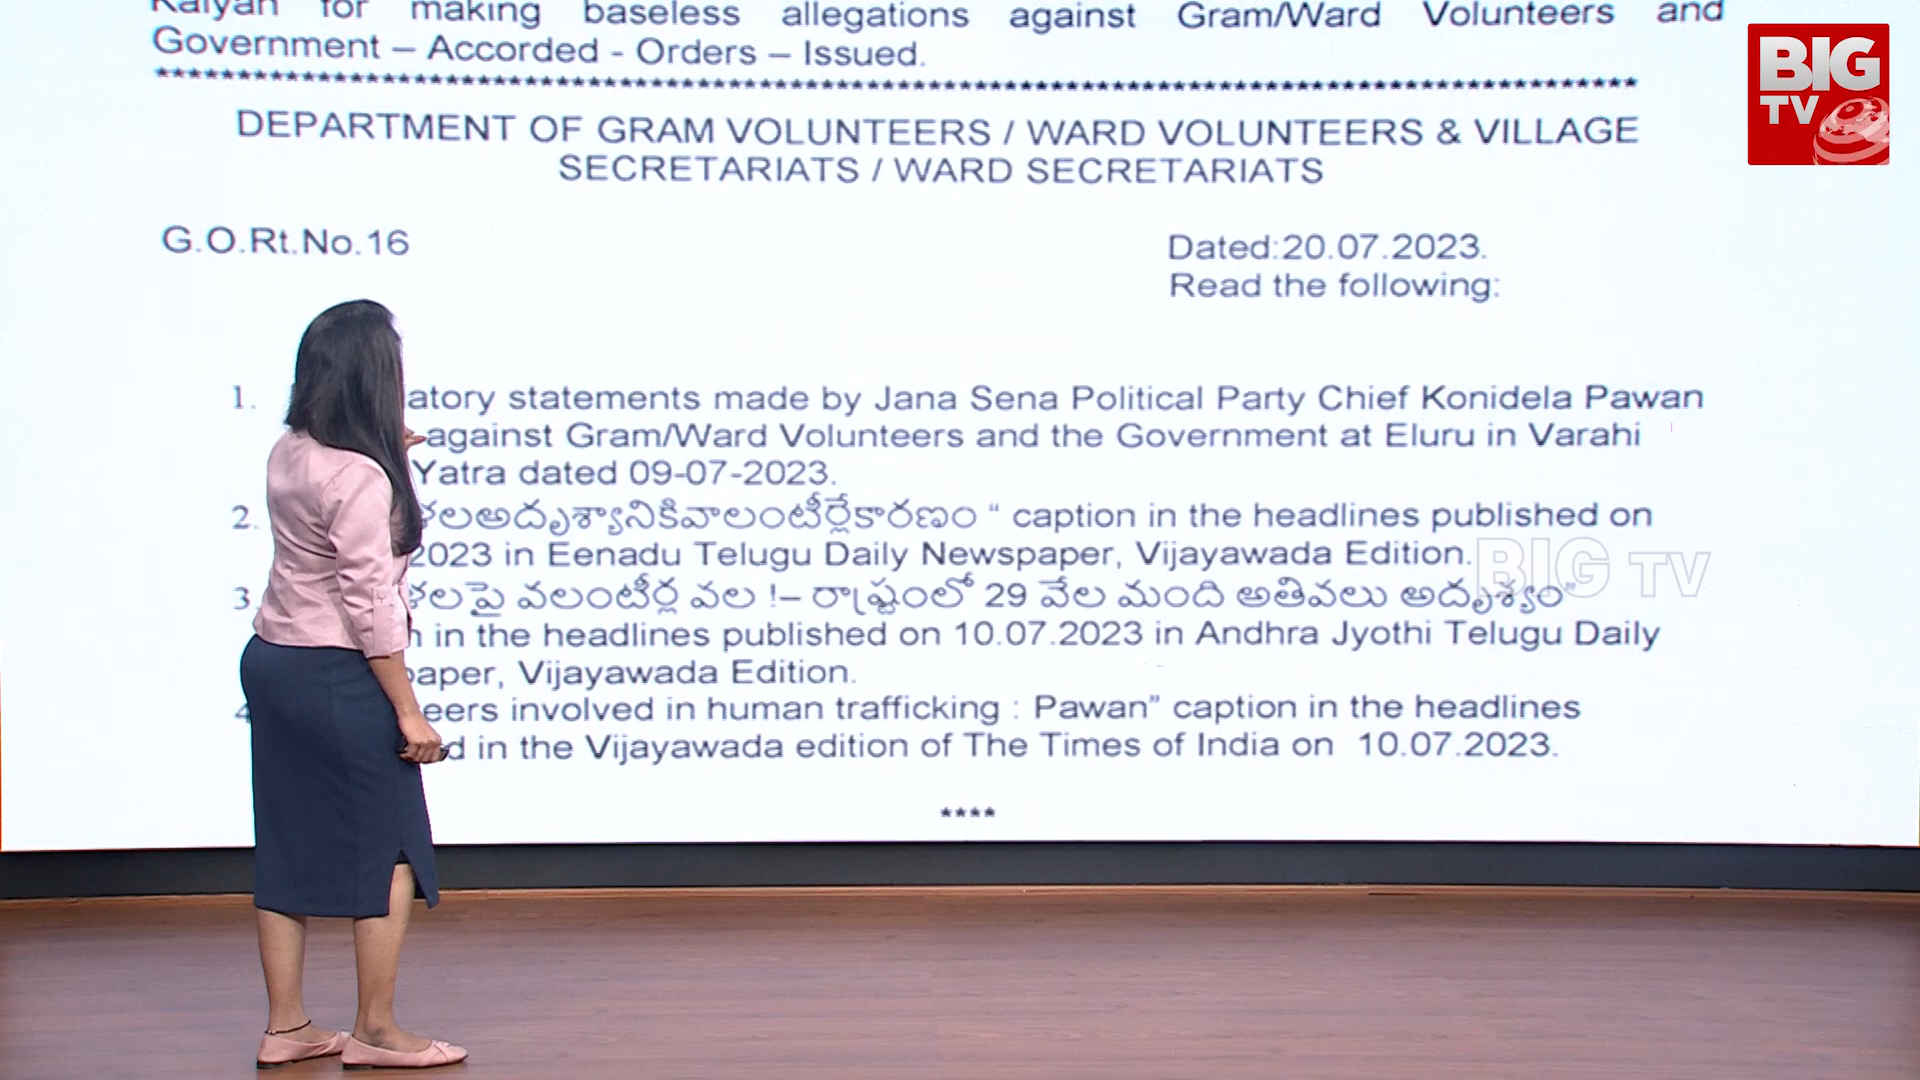 Kalyan for making baseless allegations against Gram/Ward Volunteers and
Government – Accorded - Orders – Issued.
BIG
TV
DEPARTMENT OF GRAM VOLUNTEERS / WARD VOLUNTEERS & VILLAGE
SECRETARIATS / WARD SECRETARIATS
G.O.Rt.No.16
Dated:20.07.2023.
Read the following:
1. atory statements made by Jana Sena Political Party Chief Konidela Pawan
against Gram/Ward Volunteers and the Government at Eluru in Varahi
Yatra dated 09-07-2023.
2. ళలఅదృశ్యానికివాలంటీర్లేకారణం “ caption in the headlines published on
2023 in Eenadu Telugu Daily Newspaper, Vijayawada Edition.
BIG TV
3. ళలపై వలంటీర్ల వల !– రాష్ట్రంలో 29 వేల మంది అతివలు అదృశ్యం”
in the headlines published on 10.07.2023 in Andhra Jyothi Telugu Daily
paper, Vijayawada Edition.
4 eers involved in human trafficking : Pawan” caption in the headlines
d in the Vijayawada edition of The Times of India on 10.07.2023.
****